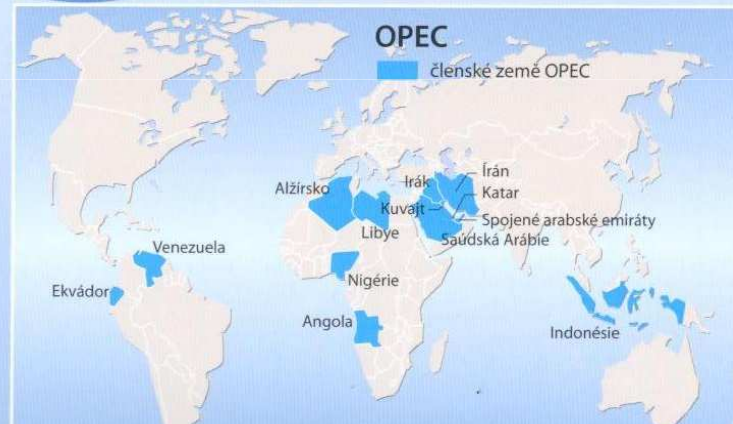 OPEC
členské země OPEC
Alžírsko
Irák
Írán
Katar
Kuvajt
Spojené arabské emiráty
Libye
Saúdská Arábie
Venezuela
Nigérie
Ekvádor
Angola
Indonésie